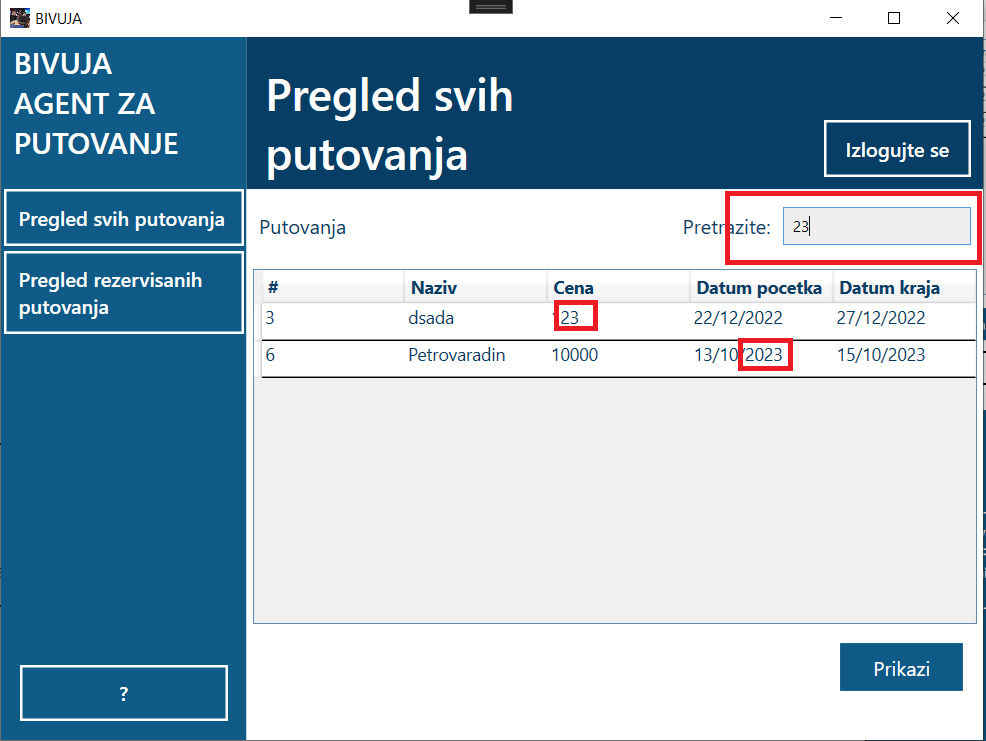 BIVUJA
BIVUJA
AGENT ZA
PUTOVANJE
Pregled svih putovanja
Pregled rezervisanih
putovanja
?
Pregled svih
putovanja
Izlogujte se
Putovanja
Pretrazite: 23
# Naziv Cena Datum pocetka Datum kraja
3 dsada 123 22/12/2022 27/12/2022
6 Petrovaradin 10000 13/10/2023 15/10/2023
Prikazi